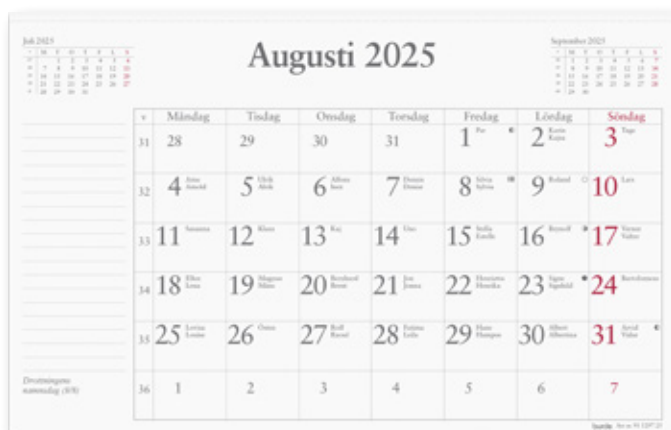 Juli 2025
Augusti 2025
September 2025
v Måndag Tisdag Onsdag Torsdag Fredag Lördag Söndag
31 28 29 30 31 1 Per 2 Karin Kajsa 3 Tage
32 4 Arne Arnold 5 Ulrik Alrik 6 Alfons Inez 7 Dennis Denise 8 Silvia Sylvia 9 Roland 10 Lars
33 11 Susanna 12 Klara 13 Kaj 14 Uno 15 Stella Estelle 16 Brynolf 17 Verner Valter
34 18 Ellen Lena 19 Magnus Måns 20 Bernhard Bernt 21 Jon Jonna 22 Henrietta Henrika 23 Signe Signhild 24 Bartolomeus
35 25 Lovisa Louise 26 Östen 27 Rolf Raoul 28 Fatima Leila 29 Hans Hampus 30 Albert Albertina 31 Arvid Vidar
36 1 2 3 4 5 6 7
Drottningens
namnsdag (8/8)
burde